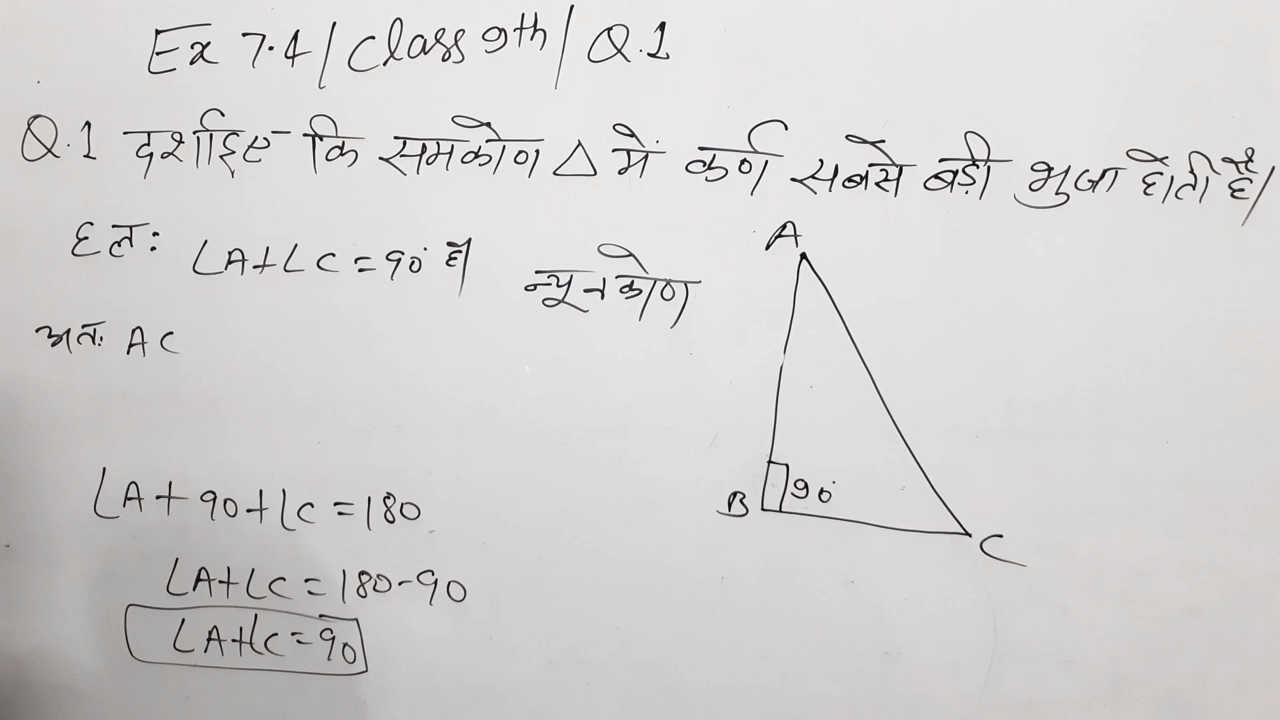 Ex 7.4/Class 9th/Q.1
Q.1 दर्शाइए कि समकोण △ में कर्ण सबसे बड़ी भुजा होती है।
हलः ∠A+∠C=90° है।
न्यूनकोण
अतः AC
∠A+90+∠C=180
∠A+∠C=180-90
∠A+∠C=90
A
B
90°
C